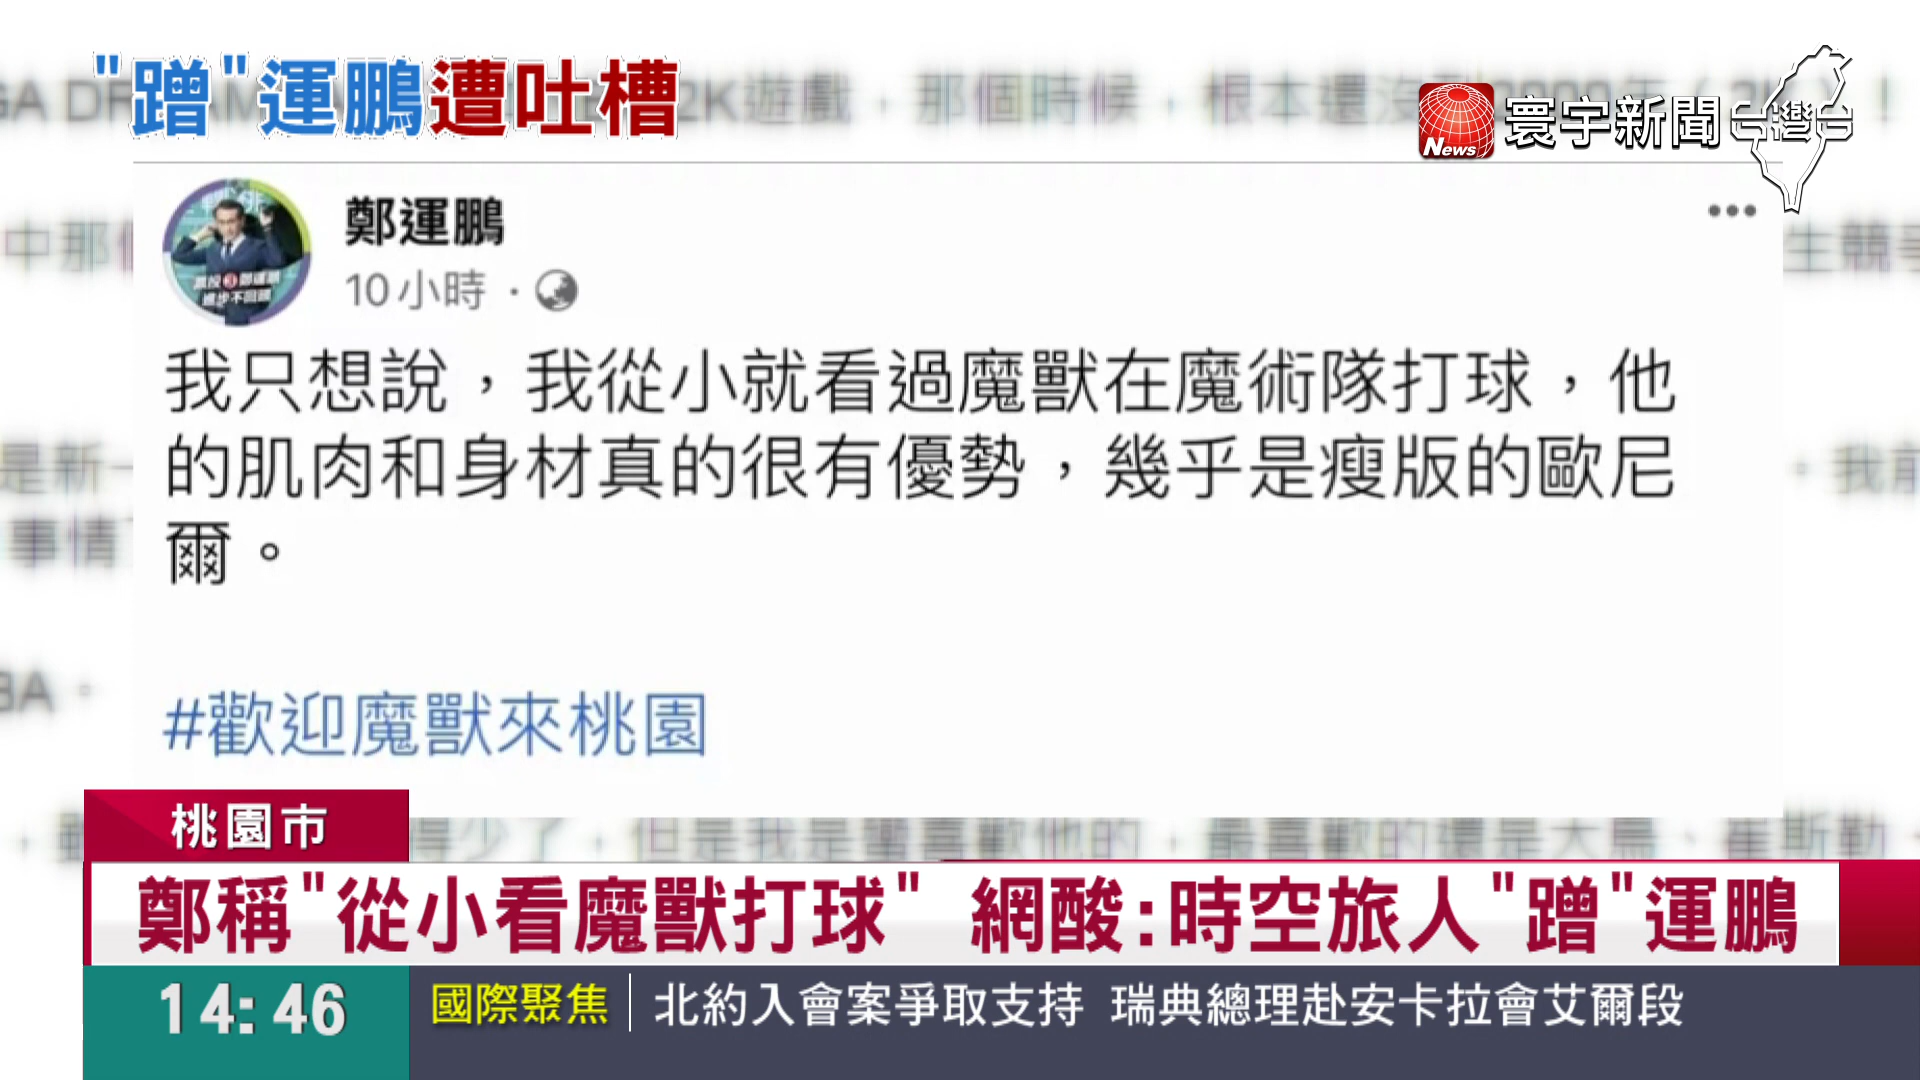 "蹭"運鵬遭吐槽
News
寰宇新聞 台灣台
鄭運鵬
10小時 ·
我只想說，我從小就看過魔獸在魔術隊打球，他
的肌肉和身材真的很有優勢，幾乎是瘦版的歐尼
爾。
#歡迎魔獸來桃園
桃園市
鄭稱"從小看魔獸打球" 網酸:時空旅人"蹭"運鵬
14:46
國際聚焦 北約入會案爭取支持 瑞典總理赴安卡拉會艾爾段